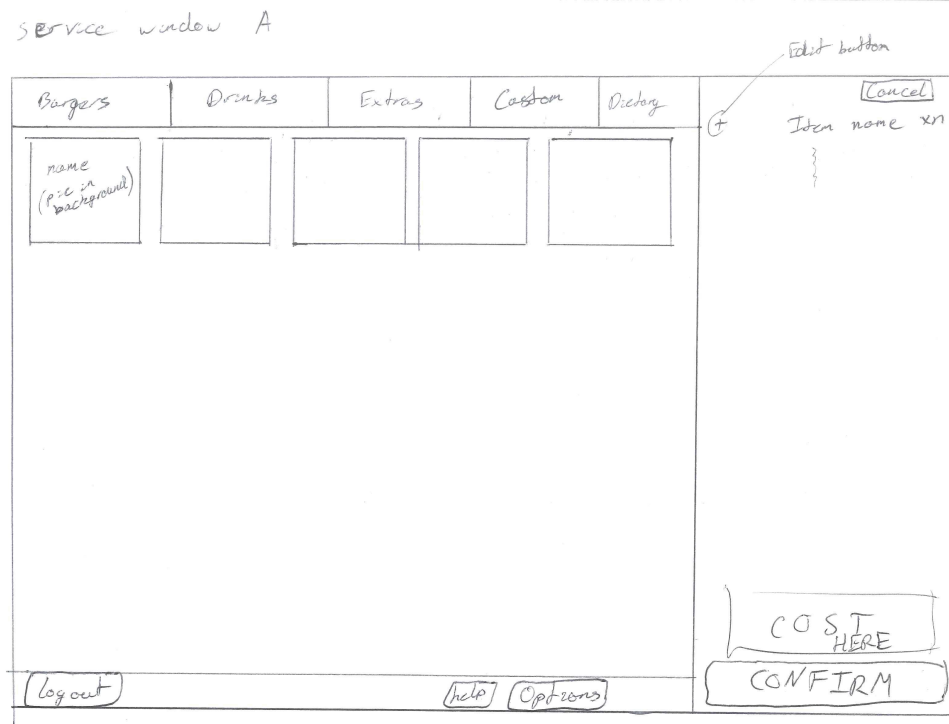 service window A
Edit button
Burgers
Drinks
Extras
Custom
Dietary
Cancel
+
Item name xn
name
(pic in
background)
COST
HERE
CONFIRM
logout
help
Options